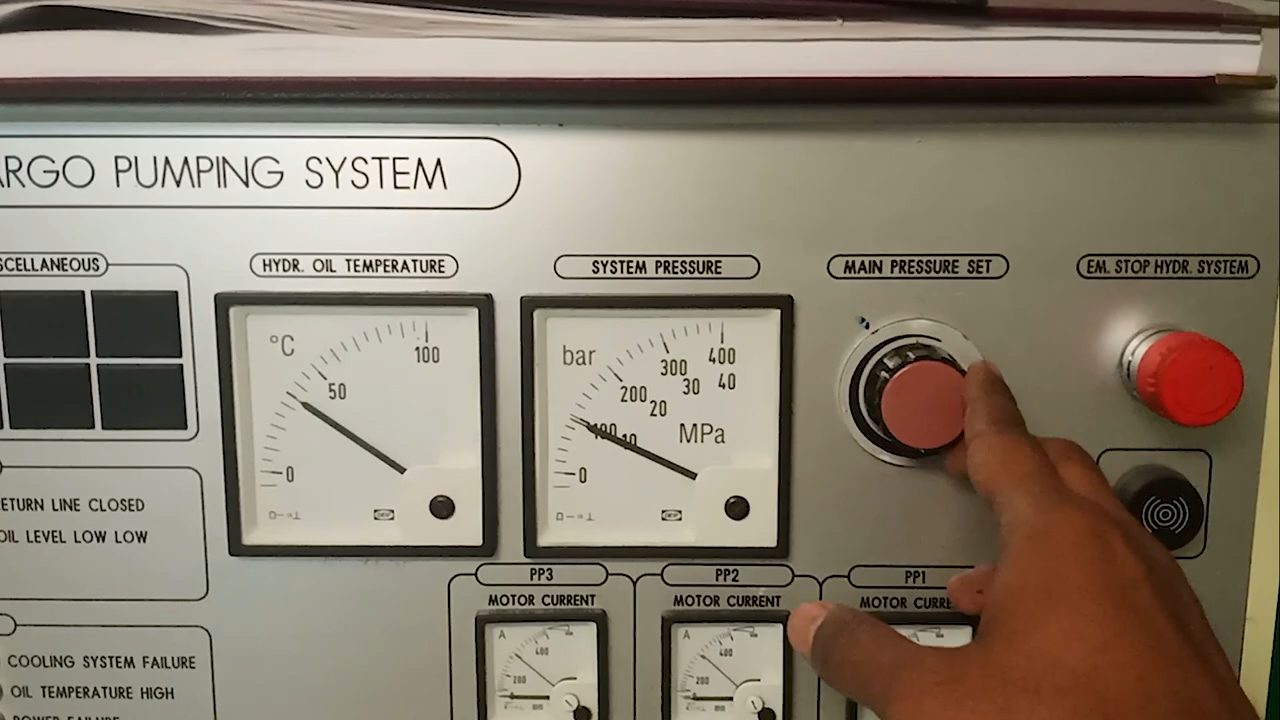 ARGO PUMPING SYSTEM
SCELLANEOUS
HYDR. OIL TEMPERATURE
SYSTEM PRESSURE
MAIN PRESSURE SET
EM. STOP HYDR. SYSTEM
°C
100
50
0
bar
400
300
40
30
200
20
100
10
MPa
0
ETURN LINE CLOSED
OIL LEVEL LOW LOW
PP3
PP2
PP1
MOTOR CURRENT
MOTOR CURRENT
MOTOR CURRE
A
400
200
A
400
200
COOLING SYSTEM FAILURE
OIL TEMPERATURE HIGH
POWER FAILURE